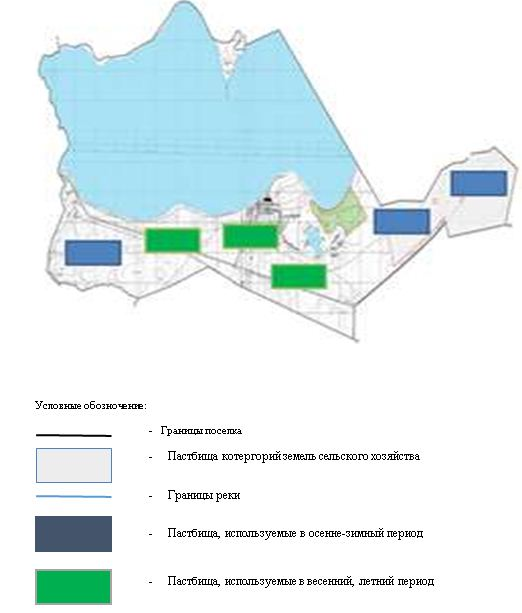 Условные обозначение:
- Границы поселка
- Пастбища котергорий земель сельского хозяйства
- Границы реки
- Пастбища, используемые в осенне-зимный период
- Пастбища, используемые в весенний, летний период